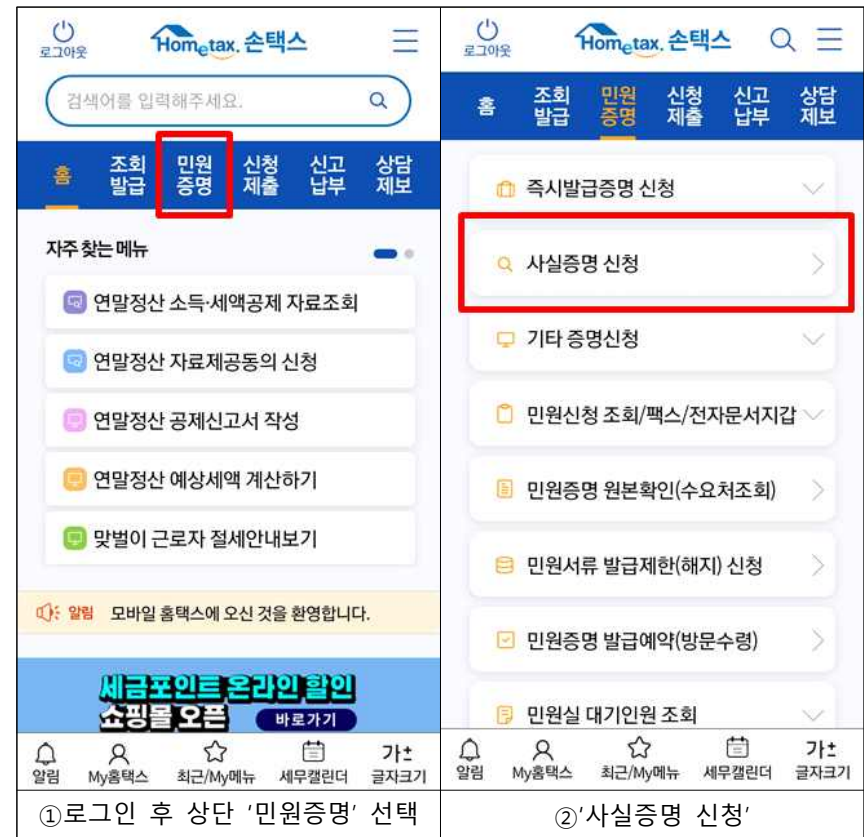 로그아웃
Hometax. 손택스
검색어를 입력해주세요.
홈 조회발급 민원증명 신청제출 신고납부 상담제보
자주 찾는 메뉴
연말정산 소득·세액공제 자료조회
연말정산 자료제공동의 신청
연말정산 공제신고서 작성
연말정산 예상세액 계산하기
맞벌이 근로자 절세안내보기
알림 모바일 홈택스에 오신 것을 환영합니다.
세금포인트 온라인 할인
쇼핑몰 오픈 바로가기
알림 My홈택스 최근/My메뉴 세무캘린더 가± 글자크기
①로그인 후 상단 '민원증명' 선택
로그아웃
Hometax. 손택스
홈 조회발급 민원증명 신청제출 신고납부 상담제보
즉시발급증명 신청
사실증명 신청
기타 증명신청
민원신청 조회/팩스/전자문서지갑
민원증명 원본확인(수요처조회)
민원서류 발급제한(해지) 신청
민원증명 발급예약(방문수령)
민원실 대기인원 조회
알림 My홈택스 최근/My메뉴 세무캘린더 가± 글자크기
②'사실증명 신청'